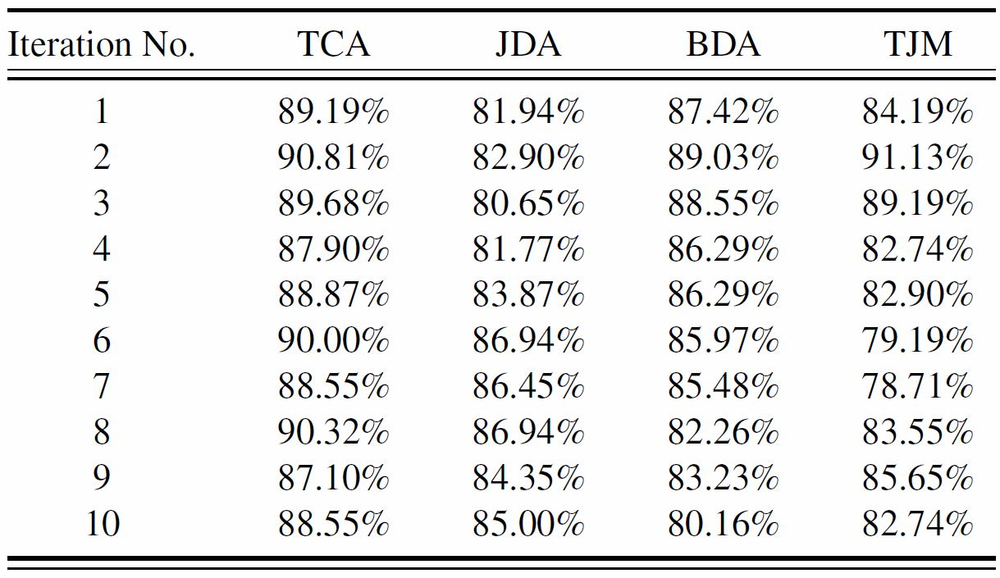 Iteration No. TCA JDA BDA TJM
1 89.19% 81.94% 87.42% 84.19%
2 90.81% 82.90% 89.03% 91.13%
3 89.68% 80.65% 88.55% 89.19%
4 87.90% 81.77% 86.29% 82.74%
5 88.87% 83.87% 86.29% 82.90%
6 90.00% 86.94% 85.97% 79.19%
7 88.55% 86.45% 85.48% 78.71%
8 90.32% 86.94% 82.26% 83.55%
9 87.10% 84.35% 83.23% 85.65%
10 88.55% 85.00% 80.16% 82.74%